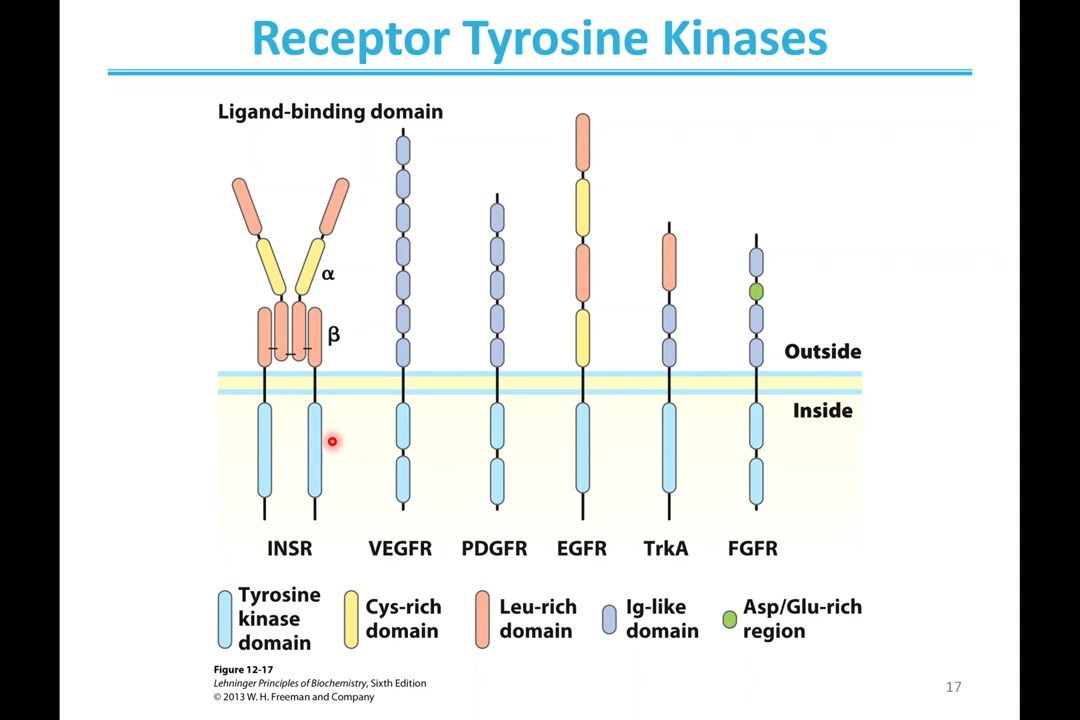 Receptor Tyrosine Kinases
Ligand-binding domain
α
β
Outside
Inside
INSR
VEGFR
PDGFR
EGFR
TrkA
FGFR
Tyrosine
kinase
domain
Cys-rich
domain
Leu-rich
domain
Ig-like
domain
Asp/Glu-rich
region
Figure 12-17
Lehninger Principles of Biochemistry, Sixth Edition
© 2013 W. H. Freeman and Company
17